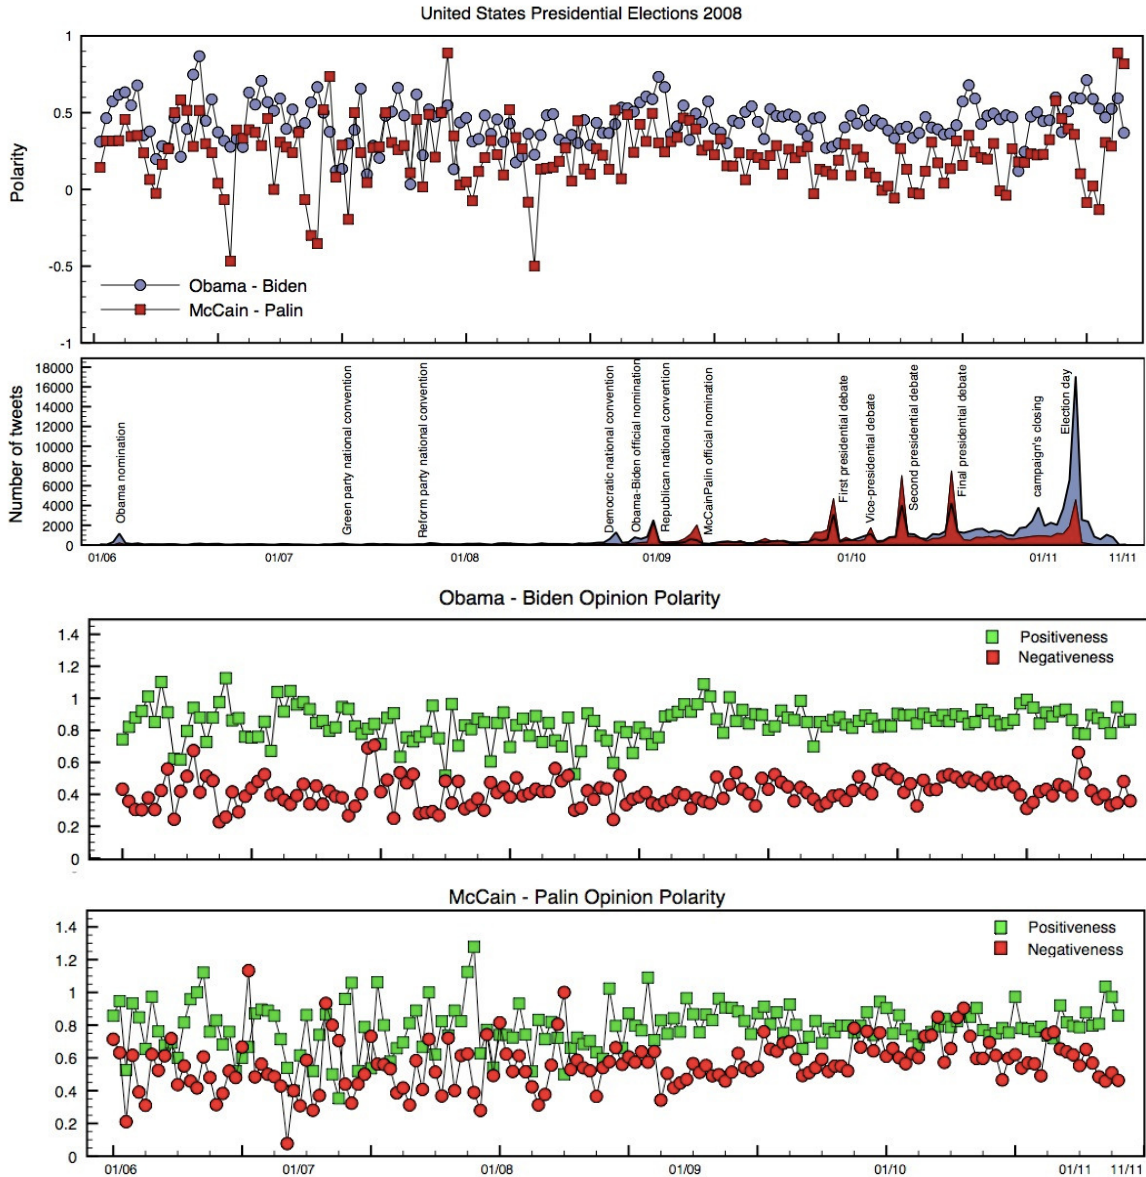 United States Presidential Elections 2008
1
0.5
0
-0.5
-1
Polarity
Obama - Biden
McCain - Palin
18000
16000
14000
12000
10000
8000
6000
4000
2000
0
Number of tweets
Obama nomination
Green party national convention
Reform party national convention
Democratic national convention
Obama-Biden official nomination
Republican national convention
McCainPalin official nomination
First presidential debate
Vice-presidential debate
Second presidential debate
Final presidential debate
campaign's closing
Election day
01/06 01/07 01/08 01/09 01/10 01/11 11/11
Obama - Biden Opinion Polarity
1.4
1.2
1
0.8
0.6
0.4
0.2
0
Positiveness
Negativeness
McCain - Palin Opinion Polarity
1.4
1.2
1
0.8
0.6
0.4
0.2
0
Positiveness
Negativeness
01/06 01/07 01/08 01/09 01/10 01/11 11/11